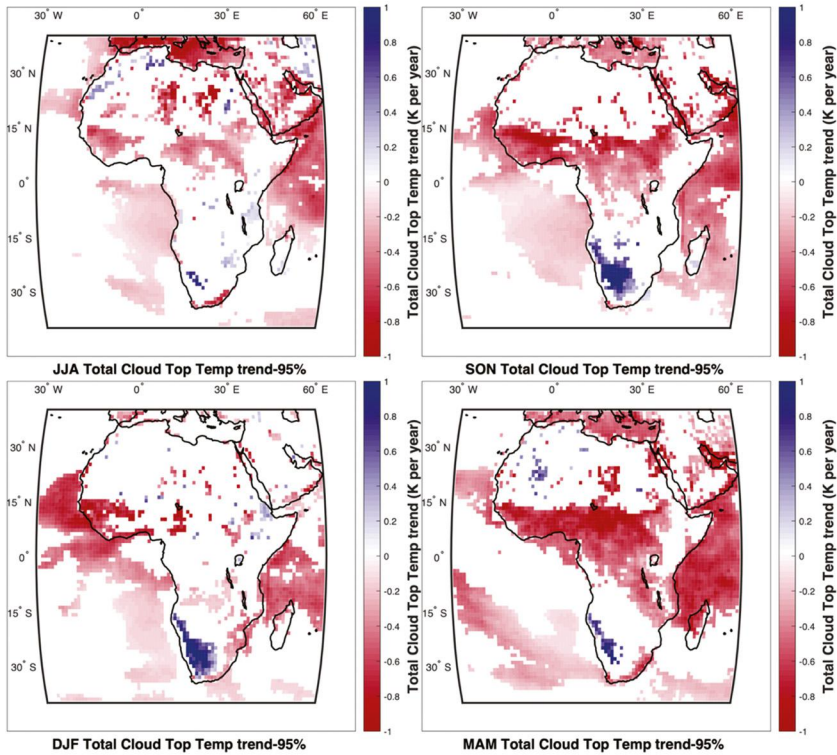 30° W 0° 30° E 60° E
30° N
15° N
0°
15° S
30° S
1
0.8
0.6
0.4
0.2
0
-0.2
-0.4
-0.6
-0.8
-1
Total Cloud Top Temp trend (K per year)
JJA Total Cloud Top Temp trend-95%
30° W 0° 30° E 60° E
30° N
15° N
0°
15° S
30° S
1
0.8
0.6
0.4
0.2
0
-0.2
-0.4
-0.6
-0.8
-1
Total Cloud Top Temp trend (K per year)
SON Total Cloud Top Temp trend-95%
30° W 0° 30° E 60° E
30° N
15° N
0°
15° S
30° S
1
0.8
0.6
0.4
0.2
0
-0.2
-0.4
-0.6
-0.8
-1
Total Cloud Top Temp trend (K per year)
DJF Total Cloud Top Temp trend-95%
30° W 0° 30° E 60° E
30° N
15° N
0°
15° S
30° S
1
0.8
0.6
0.4
0.2
0
-0.2
-0.4
-0.6
-0.8
-1
Total Cloud Top Temp trend (K per year)
MAM Total Cloud Top Temp trend-95%